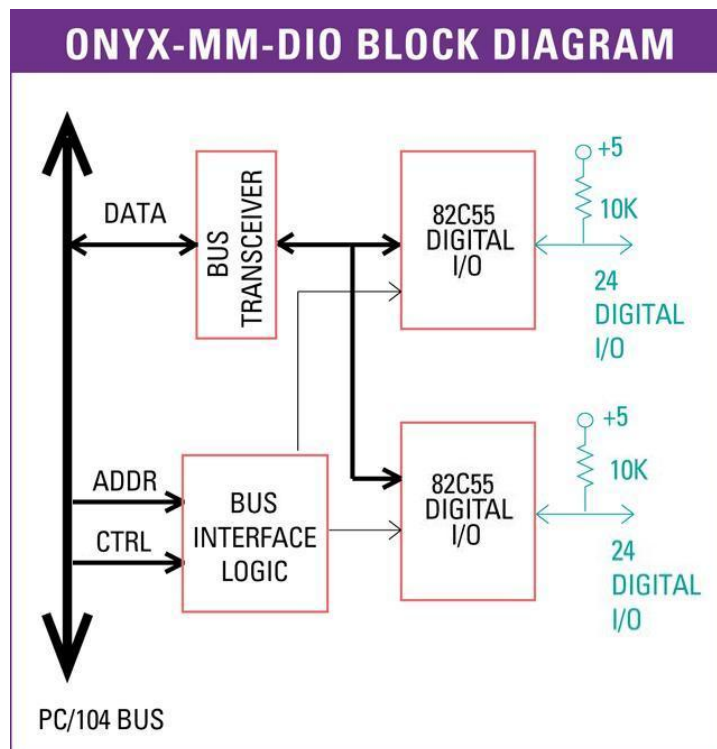 ONYX-MM-DIO BLOCK DIAGRAM
DATA
BUS
TRANSCEIVER
82C55
DIGITAL
I/O
+5
10K
24
DIGITAL
I/O
ADDR
CTRL
BUS
INTERFACE
LOGIC
82C55
DIGITAL
I/O
+5
10K
24
DIGITAL
I/O
PC/104 BUS